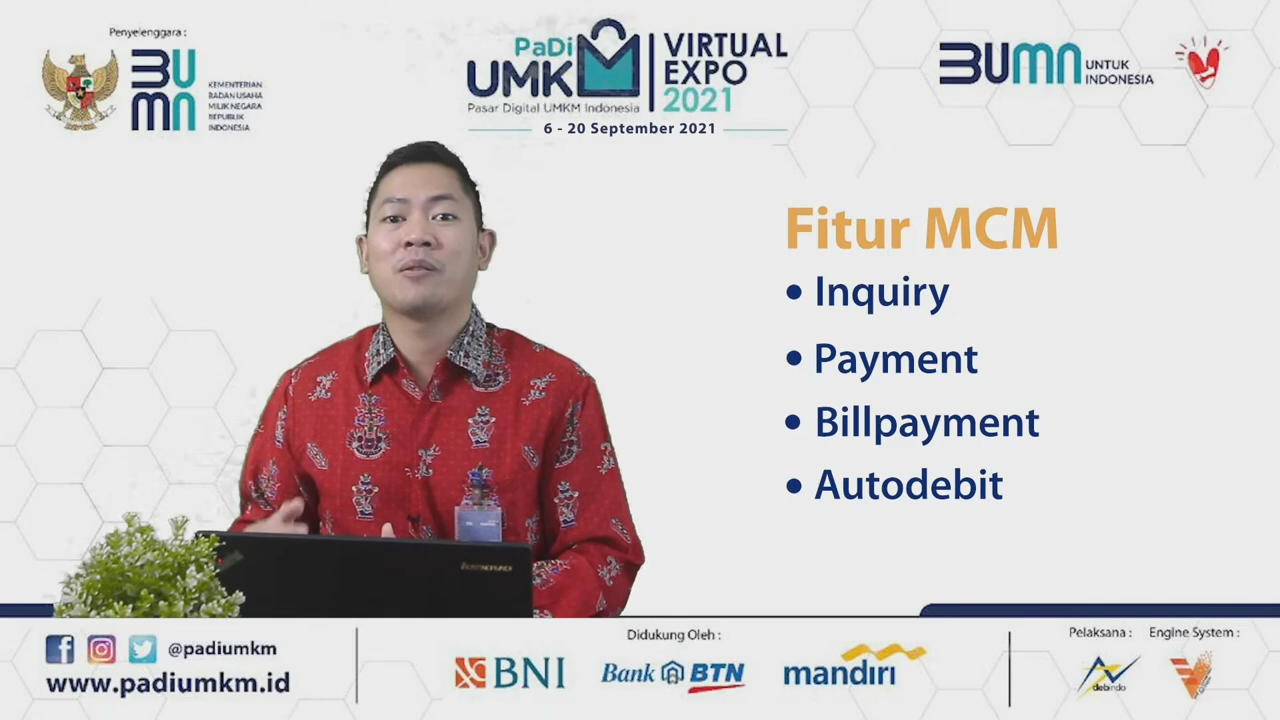 Penyelenggara :
BUMN
KEMENTERIAN
BADAN USAHA
MILIK NEGARA
REPUBLIK
INDONESIA
PaDi
UMKM
Pasar Digital UMKM Indonesia
VIRTUAL
EXPO
2021
6 - 20 September 2021
BUMN UNTUK
INDONESIA
Fitur MCM
• Inquiry
• Payment
• Billpayment
• Autodebit
@padiumkm
www.padiumkm.id
Didukung Oleh :
BNI
Bank BTN
mandiri
Pelaksana :
debindo
Engine System :